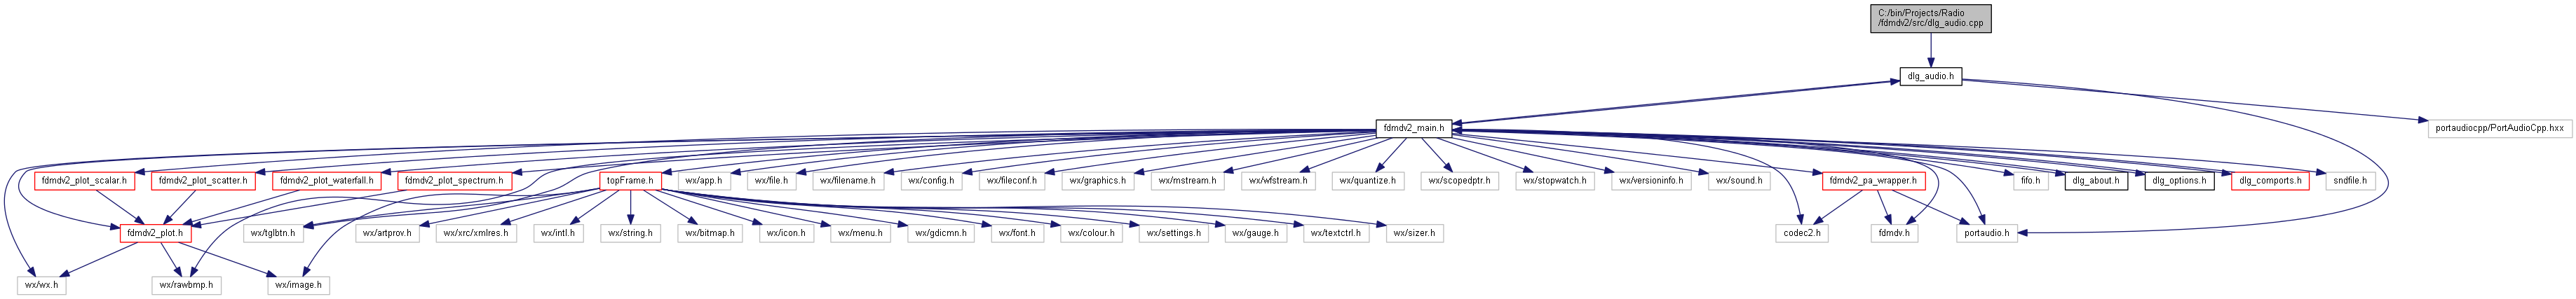 C:/bin/Projects/Radio
/fdmdv2/src/dlg_audio.cpp
dlg_audio.h
fdmdv2_main.h
portaudiocpp/PortAudioCpp.hxx
fdmdv2_plot_scalar.h
fdmdv2_plot_scatter.h
fdmdv2_plot_waterfall.h
fdmdv2_plot_spectrum.h
topFrame.h
wx/app.h
wx/file.h
wx/filename.h
wx/config.h
wx/fileconf.h
wx/graphics.h
wx/mstream.h
wx/wfstream.h
wx/quantize.h
wx/scopedptr.h
wx/stopwatch.h
wx/versioninfo.h
wx/sound.h
fdmdv2_pa_wrapper.h
fifo.h
dlg_about.h
dlg_options.h
dlg_comports.h
sndfile.h
fdmdv2_plot.h
wx/tglbtn.h
wx/artprov.h
wx/xrc/xmlres.h
wx/intl.h
wx/string.h
wx/bitmap.h
wx/icon.h
wx/menu.h
wx/gdicmn.h
wx/font.h
wx/colour.h
wx/settings.h
wx/gauge.h
wx/textctrl.h
wx/sizer.h
codec2.h
fdmdv.h
portaudio.h
wx/wx.h
wx/rawbmp.h
wx/image.h